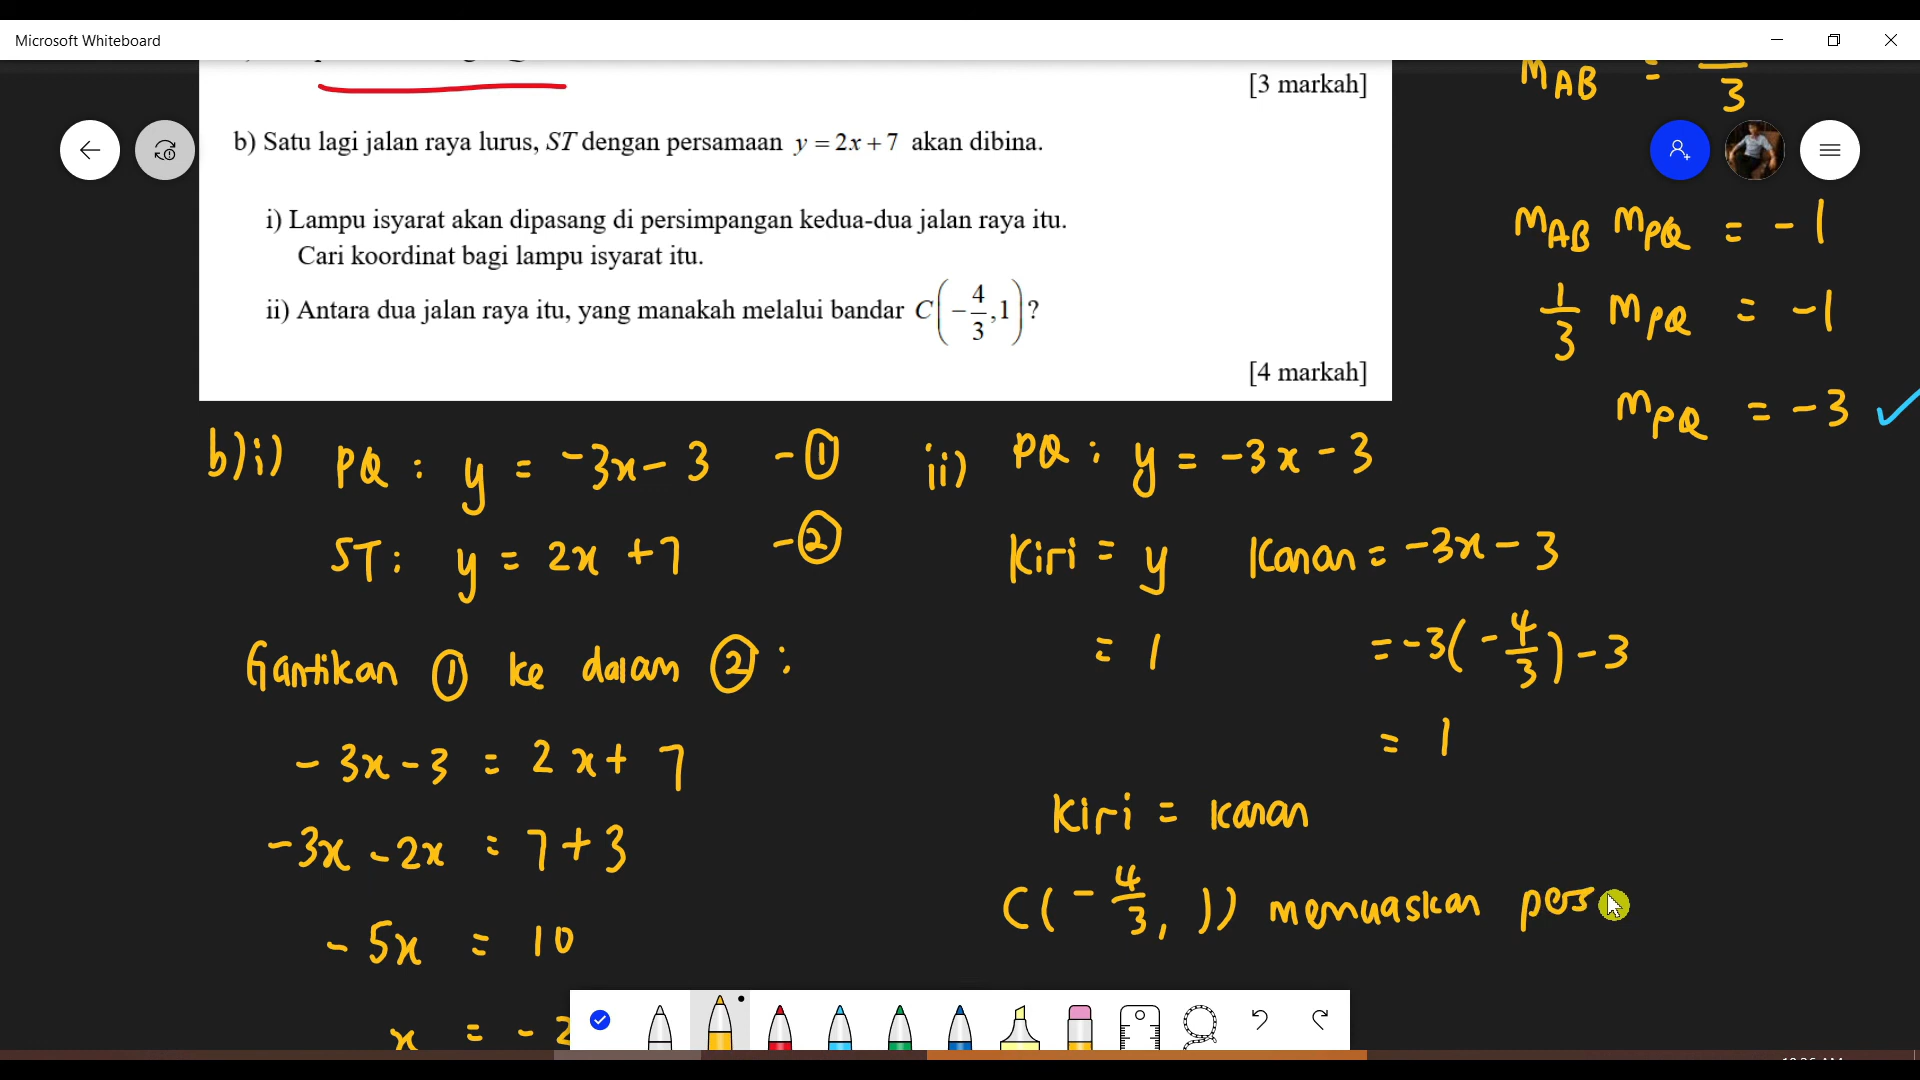 Microsoft Whiteboard
[3 markah]
b) Satu lagi jalan raya lurus, ST dengan persamaan y = 2x + 7 akan dibina.
i) Lampu isyarat akan dipasang di persimpangan kedua-dua jalan raya itu.
Cari koordinat bagi lampu isyarat itu.
ii) Antara dua jalan raya itu, yang manakah melalui bandar C(-4/3, 1)?
[4 markah]
mAB = 3
mAB mPQ = -1
1/3 mPQ = -1
mPQ = -3 ✓
b)i) PQ : y = -3x - 3 - ①
ST : y = 2x + 7 - ②
Gantikan ① ke dalam ② :
-3x - 3 = 2x + 7
-3x - 2x = 7 + 3
-5x = 10
x = -2
ii) PQ : y = -3x - 3
Kiri = y Kanan = -3x - 3
= 1 = -3(-4/3) - 3
= 1
Kiri = Kanan
C(-4/3, 1) memuaskan pers